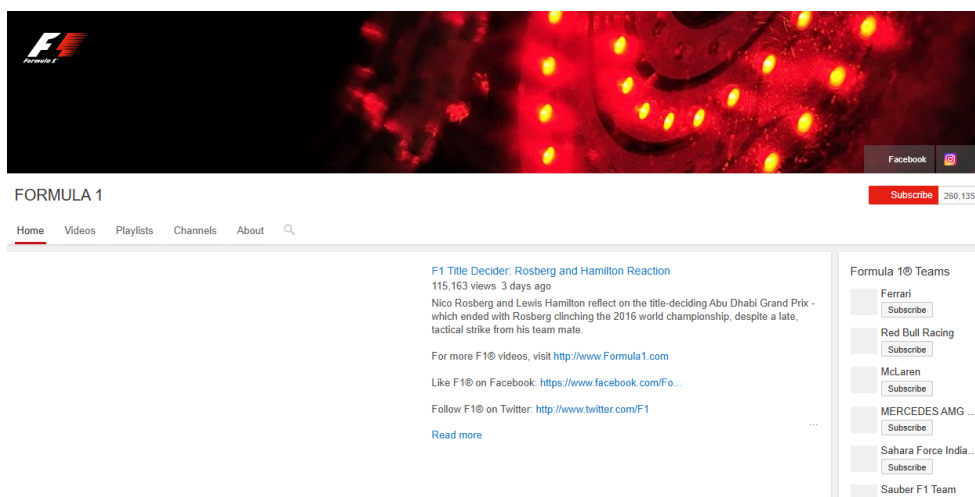 F1
Formula 1®
Facebook
FORMULA 1
Subscribe 260,135
Home Videos Playlists Channels About
F1 Title Decider: Rosberg and Hamilton Reaction
115,163 views 3 days ago
Nico Rosberg and Lewis Hamilton reflect on the title-deciding Abu Dhabi Grand Prix -
which ended with Rosberg clinching the 2016 world championship, despite a late,
tactical strike from his team mate.
For more F1® videos, visit http://www.Formula1.com
Like F1® on Facebook: https://www.facebook.com/Fo...
Follow F1® on Twitter: http://www.twitter.com/F1
...
Read more
Formula 1® Teams
Ferrari
Subscribe
Red Bull Racing
Subscribe
McLaren
Subscribe
MERCEDES AMG ...
Subscribe
Sahara Force India...
Subscribe
Sauber F1 Team